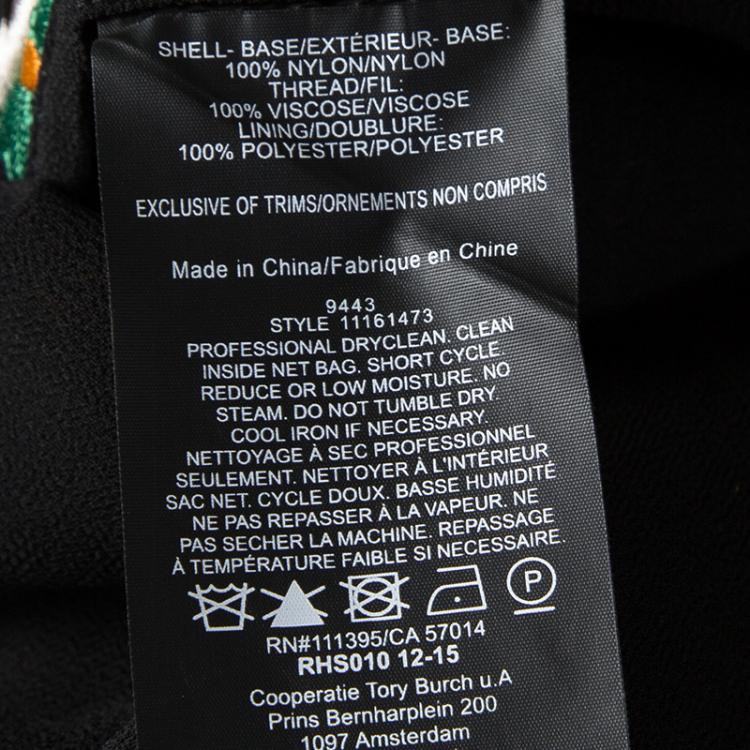 SHELL- BASE/EXTÉRIEUR- BASE:
100% NYLON/NYLON
THREAD/FIL:
100% VISCOSE/VISCOSE
LINING/DOUBLURE:
100% POLYESTER/POLYESTER
EXCLUSIVE OF TRIMS/ORNEMENTS NON COMPRIS
Made in China/Fabrique en Chine
9443
STYLE 11161473
PROFESSIONAL DRYCLEAN. CLEAN
INSIDE NET BAG. SHORT CYCLE.
REDUCE OR LOW MOISTURE. NO
STEAM. DO NOT TUMBLE DRY.
COOL IRON IF NECESSARY.
NETTOYAGE À SEC PROFESSIONNEL
SEULEMENT. NETTOYER À L'INTÉRIEUR
SAC NET. CYCLE DOUX. BASSE HUMIDITÉ
NE PAS REPASSER À LA VAPEUR. NE
PAS SECHER LA MACHINE. REPASSAGE
À TEMPÉRATURE FAIBLE SI NECESSAIRE.
P
RN#111395/CA 57014
RHS010 12-15
Cooperatie Tory Burch u.A
Prins Bernharplein 200
1097 Amsterdam